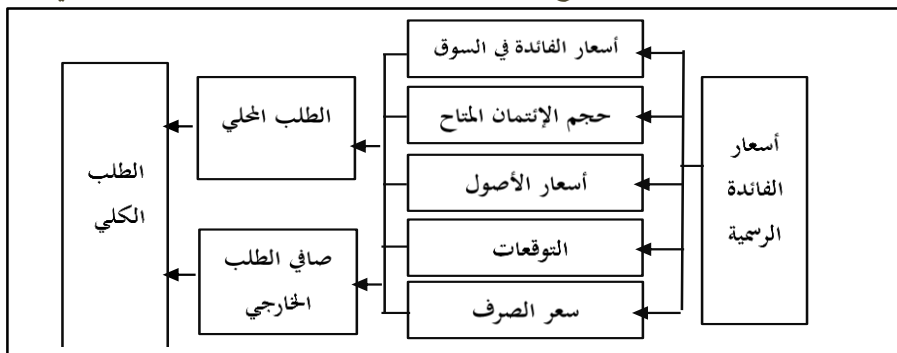 أسعار الفائدة في السوق
حجم الإئتمان المتاح
أسعار الأصول
التوقعات
سعر الصرف
أسعار
الفائدة
الرسمية
الطلب المحلي
صافي الطلب
الخارجي
الطلب
الكلي